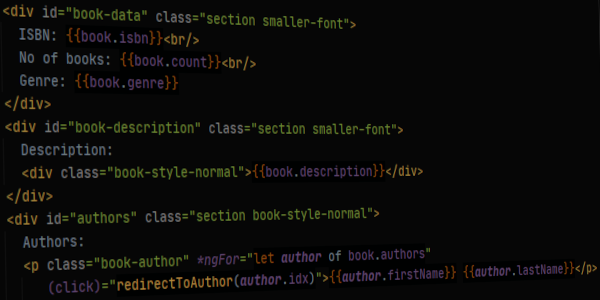 <div id="book-data" class="section smaller-font">
ISBN: {{book.isbn}}<br/>
No of books: {{book.count}}<br/>
Genre: {{book.genre}}
</div>
<div id="book-description" class="section smaller-font">
Description:
<div class="book-style-normal">{{book.description}}</div>
</div>
<div id="authors" class="section book-style-normal">
Authors:
<p class="book-author" *ngFor="let author of book.authors"
(click)="redirectToAuthor(author.idx)">{{author.firstName}} {{author.lastName}}</p>